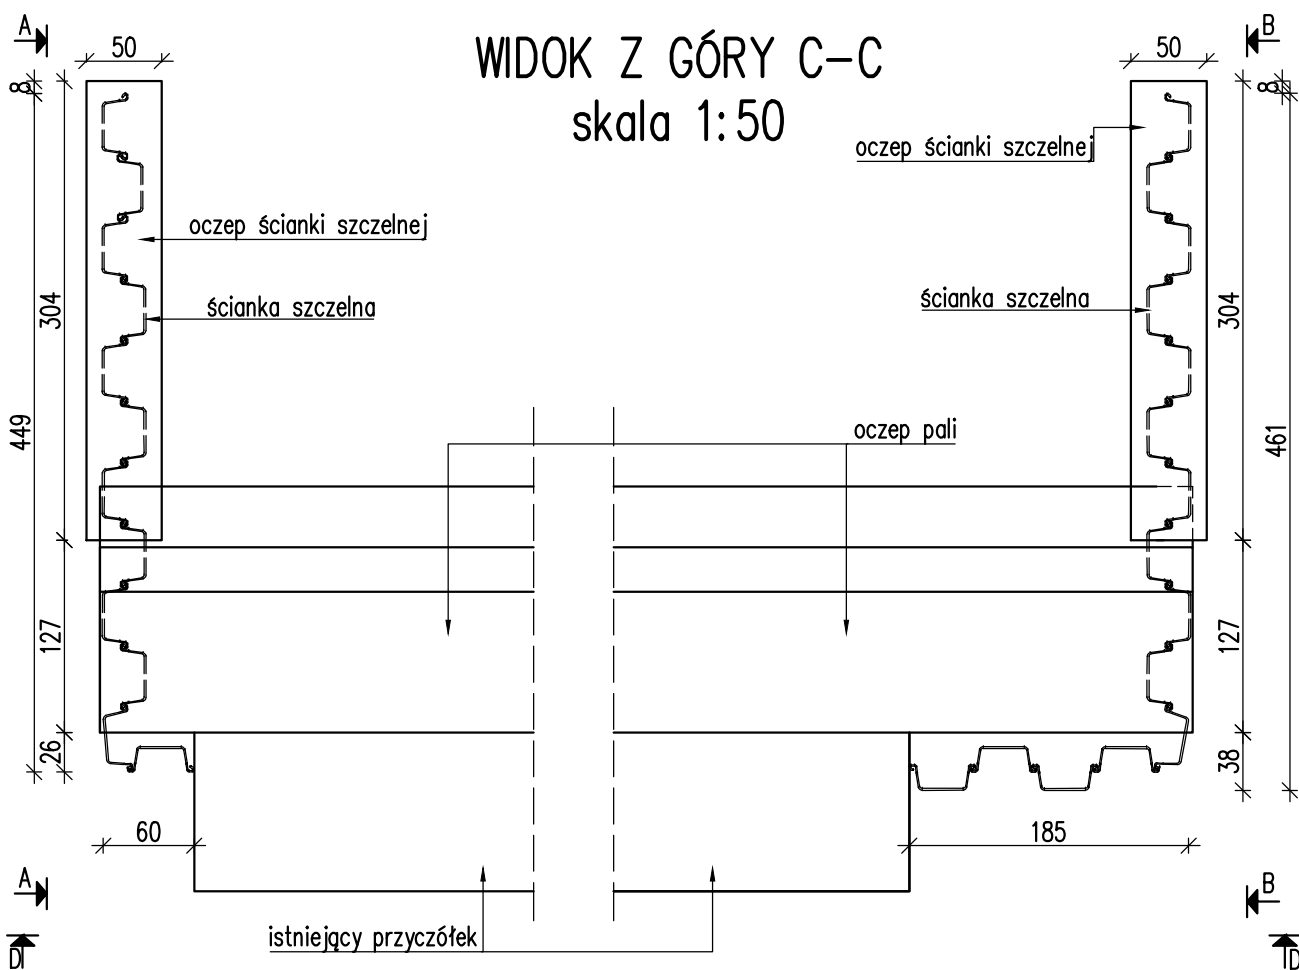 A
50
WIDOK Z GÓRY C-C
50
B
8
8
skala 1:50
oczep ścianki szczelnej
oczep ścianki szczelnej
ścianka szczelna
ścianka szczelna
304
304
449
oczep pali
461
127
127
26
38
60
185
A
B
istniejący przyczółek
D
D